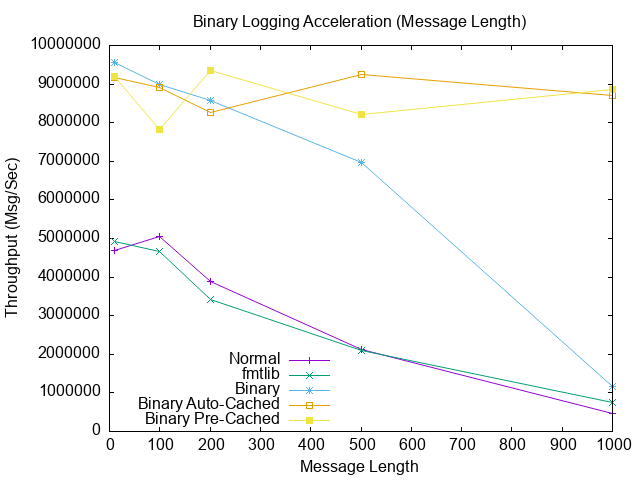 Binary Logging Acceleration (Message Length)
10000000
9000000
8000000
7000000
6000000
5000000
4000000
3000000
2000000
1000000
0
Throughput (Msg/Sec)
Normal
fmtlib
Binary
Binary Auto-Cached
Binary Pre-Cached
0 100 200 300 400 500 600 700 800 900 1000
Message Length